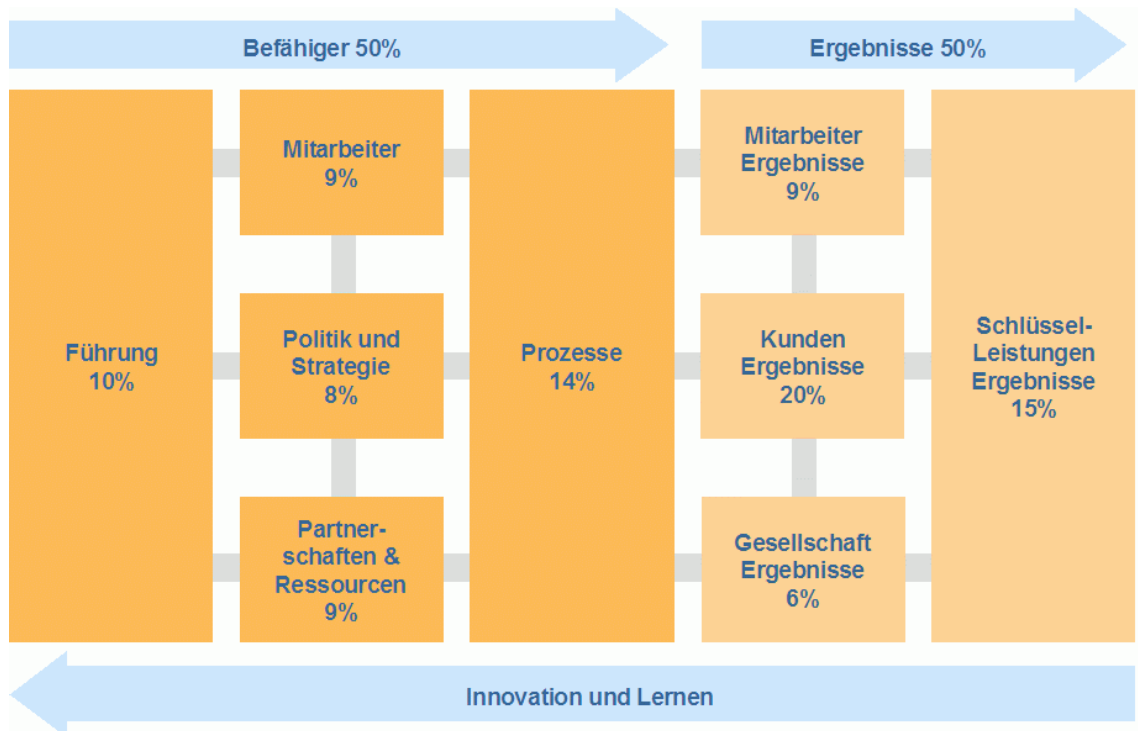 Befähiger 50%
Ergebnisse 50%
Führung
10%
Mitarbeiter
9%
Politik und
Strategie
8%
Partner-
schaften &
Ressourcen
9%
Prozesse
14%
Mitarbeiter
Ergebnisse
9%
Kunden
Ergebnisse
20%
Gesellschaft
Ergebnisse
6%
Schlüssel-
Leistungen
Ergebnisse
15%
Innovation und Lernen